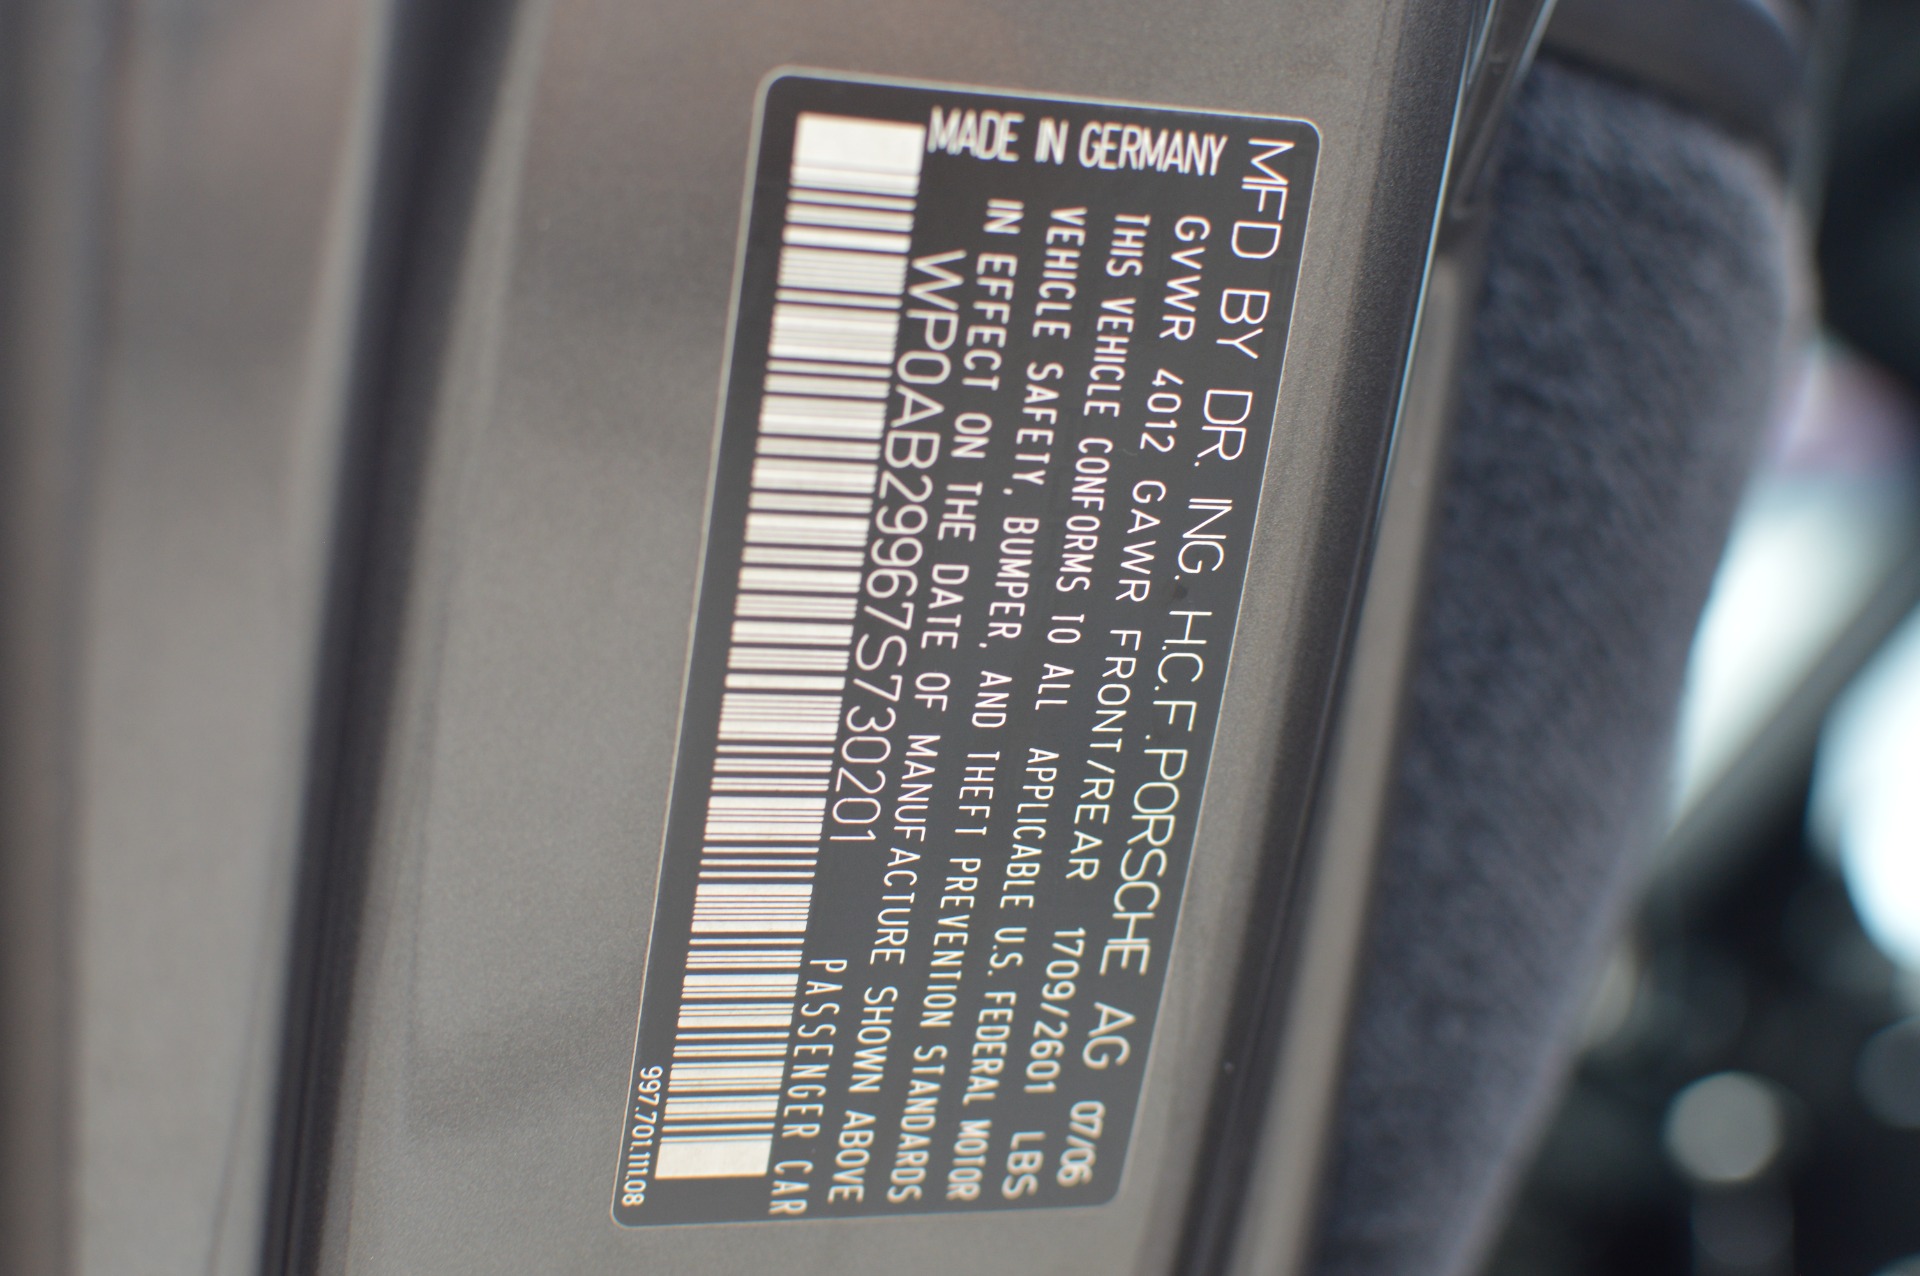 MFD BY DR. ING. H.C. F. PORSCHE AG 07/06
GVWR 4012 GAWR FRONT/REAR 1709/2601 LBS
THIS VEHICLE CONFORMS TO ALL APPLICABLE U.S. FEDERAL MOTOR
VEHICLE SAFETY, BUMPER, AND THEFT PREVENTION STANDARDS
IN EFFECT ON THE DATE OF MANUFACTURE SHOWN ABOVE
MADE IN GERMANY
WP0AB29967S730201
PASSENGER CAR
997.701.111.08